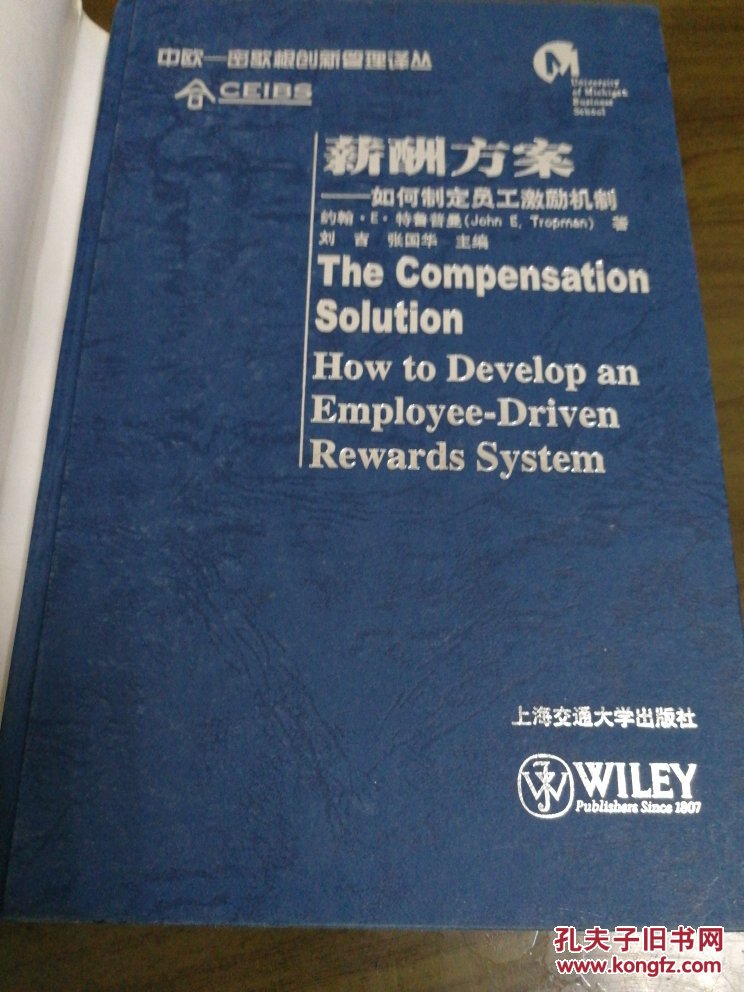 中欧—密歇根创新管理译丛
CEIBS
University
of Michigan
Business
School
薪酬方案
——如何制定员工激励机制
约翰·E·特鲁普曼(John E. Tropman) 著
刘 吉 张国华 主编
The Compensation
Solution
How to Develop an
Employee-Driven
Rewards System
上海交通大学出版社
WILEY
Publishers Since 1807
孔夫子旧书网
www.kongfz.com